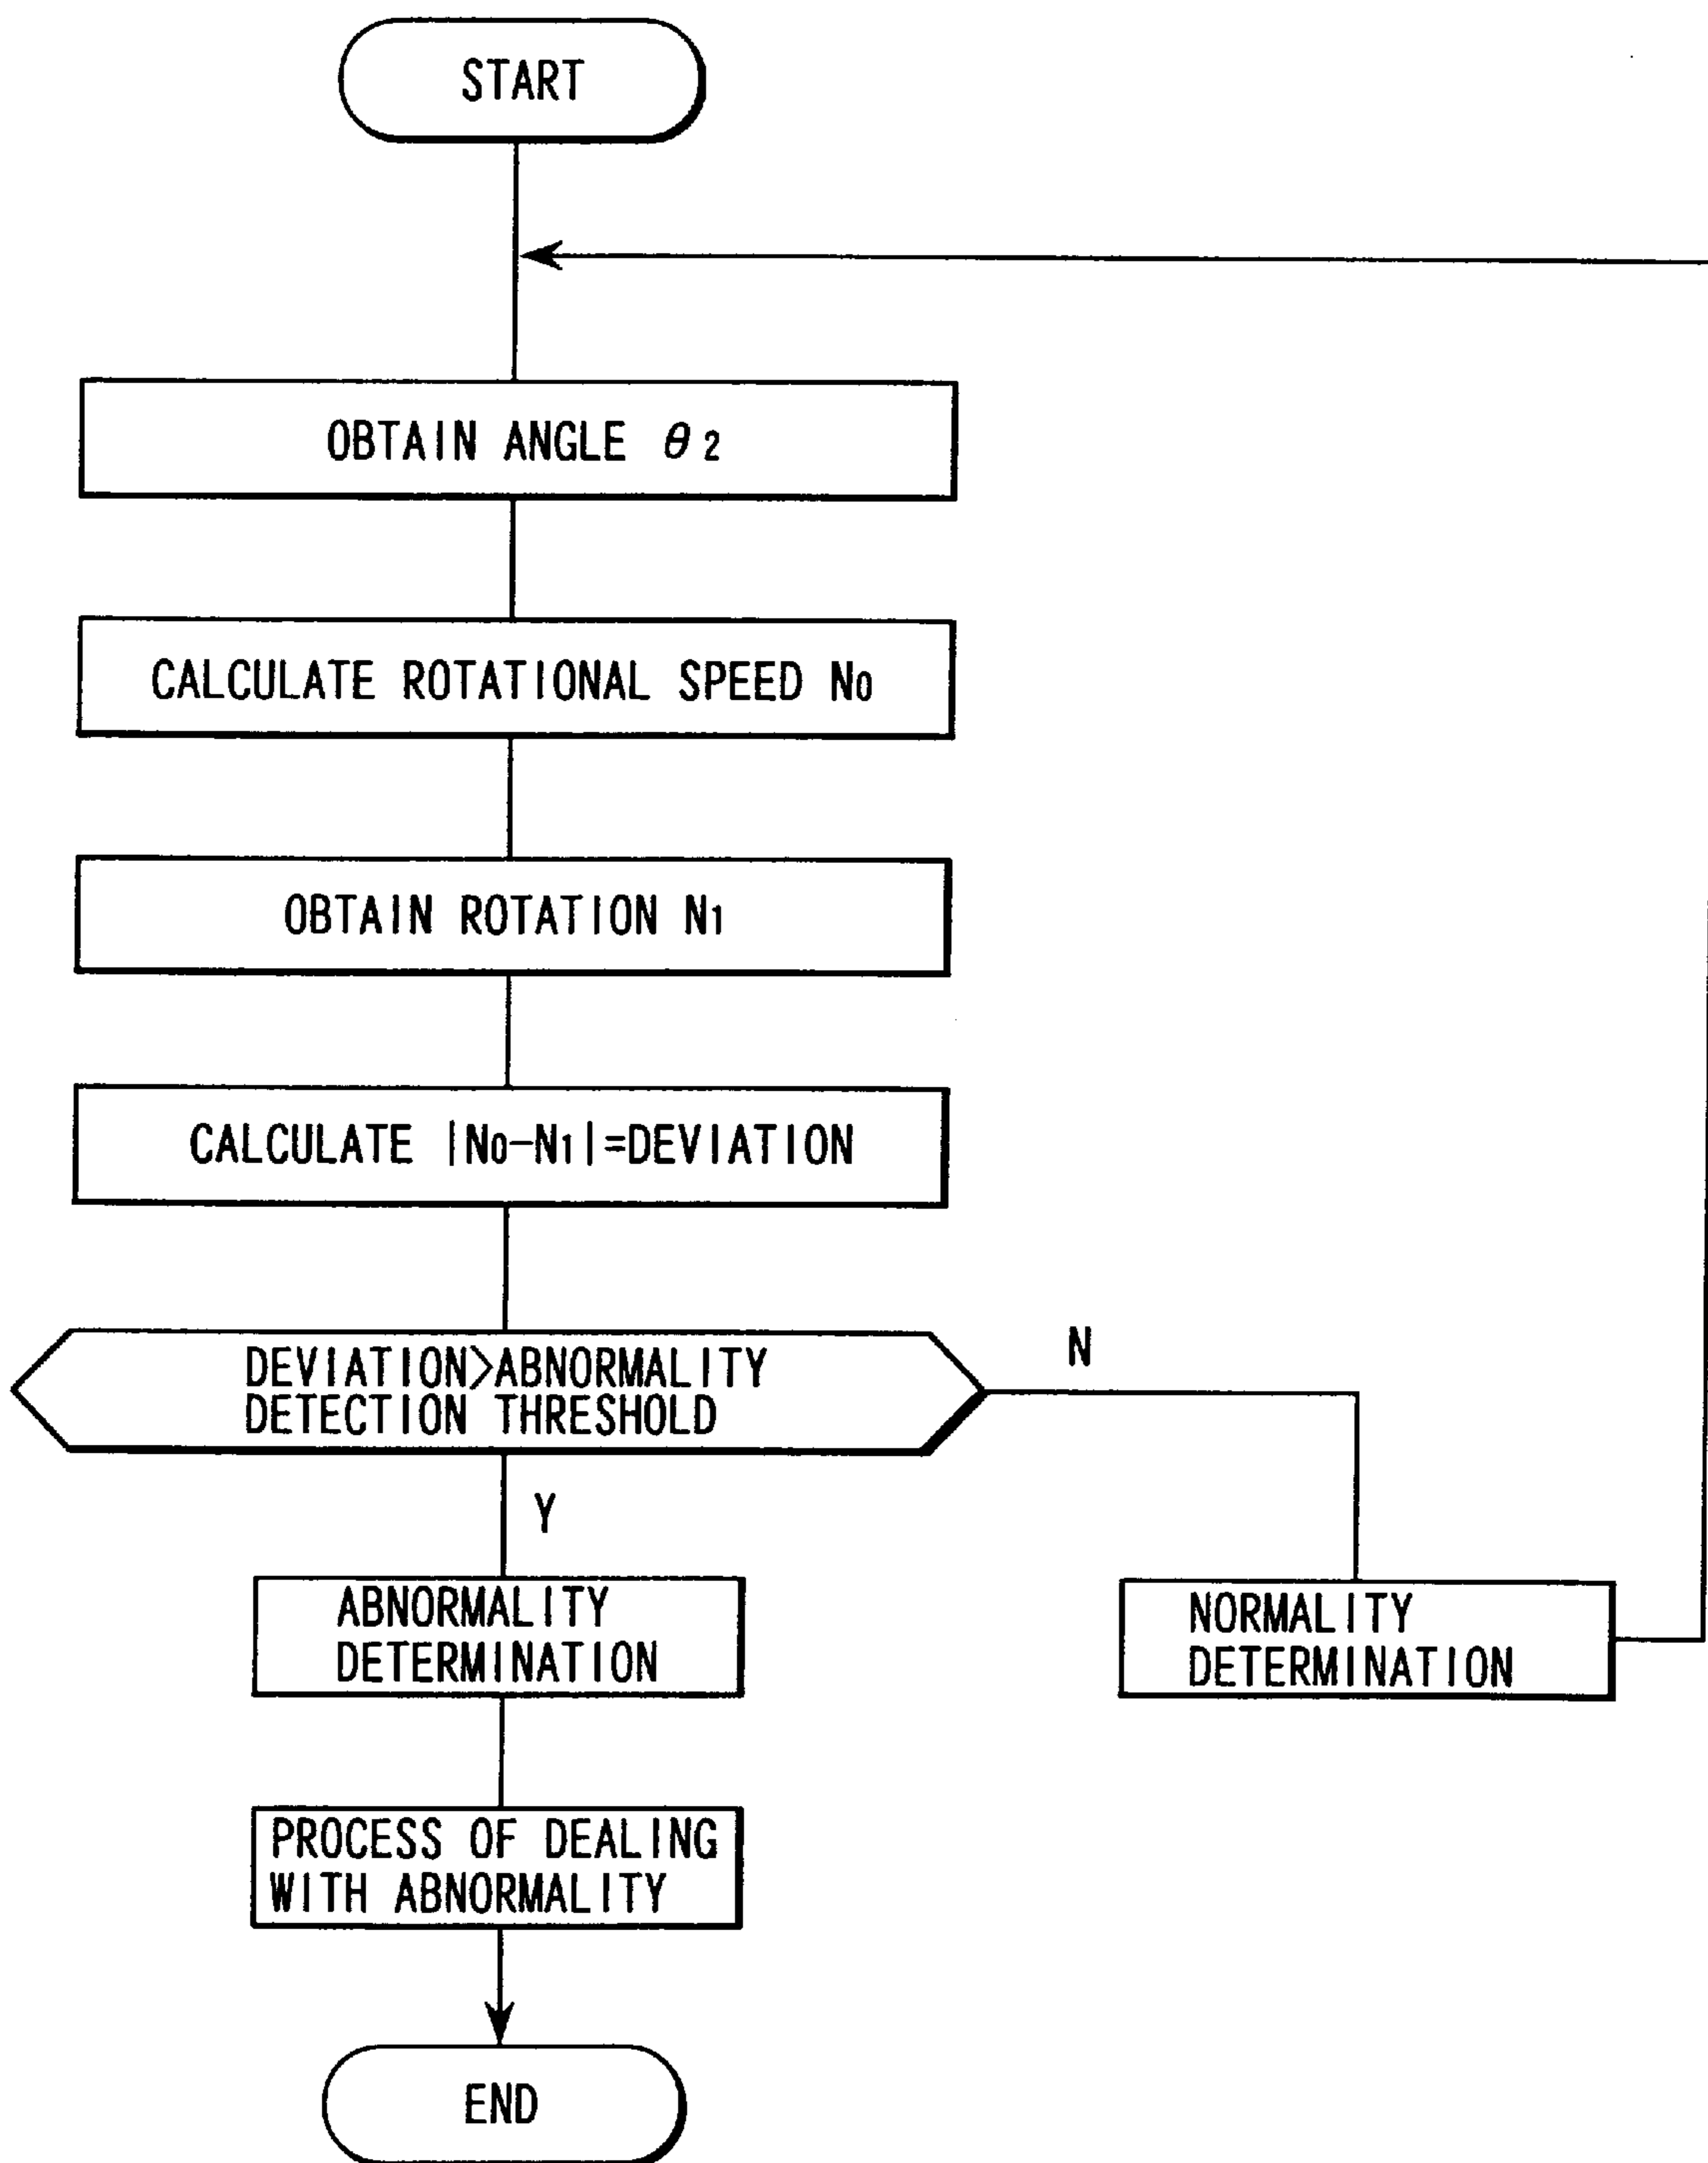 START
OBTAIN ANGLE θ2
CALCULATE ROTATIONAL SPEED N0
OBTAIN ROTATION N1
CALCULATE |N0-N1|=DEVIATION
DEVIATION>ABNORMALITY
DETECTION THRESHOLD
N
Y
ABNORMALITY
DETERMINATION
NORMALITY
DETERMINATION
PROCESS OF DEALING
WITH ABNORMALITY
END